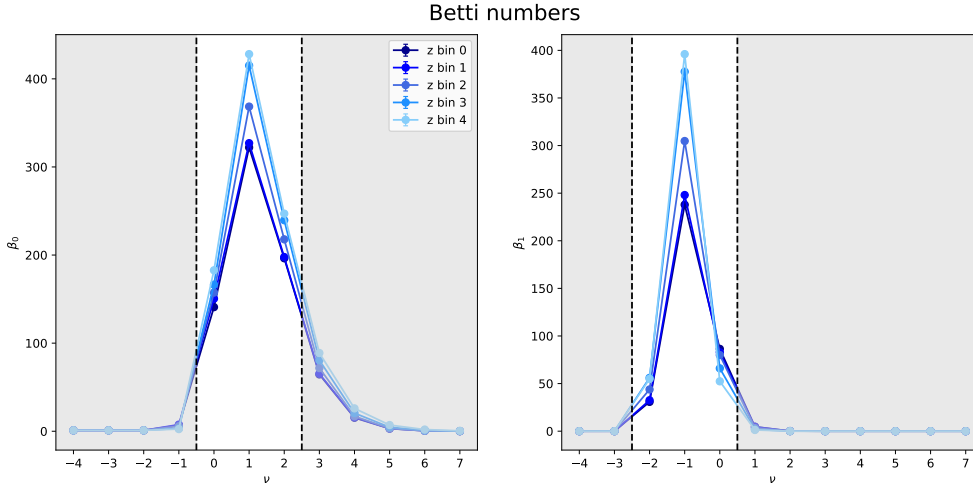 Betti numbers
400
300
200
100
0
β₀
−4 −3 −2 −1 0 1 2 3 4 5 6 7
ν
z bin 0
z bin 1
z bin 2
z bin 3
z bin 4
400
350
300
250
200
150
100
50
0
β₁
−4 −3 −2 −1 0 1 2 3 4 5 6 7
ν